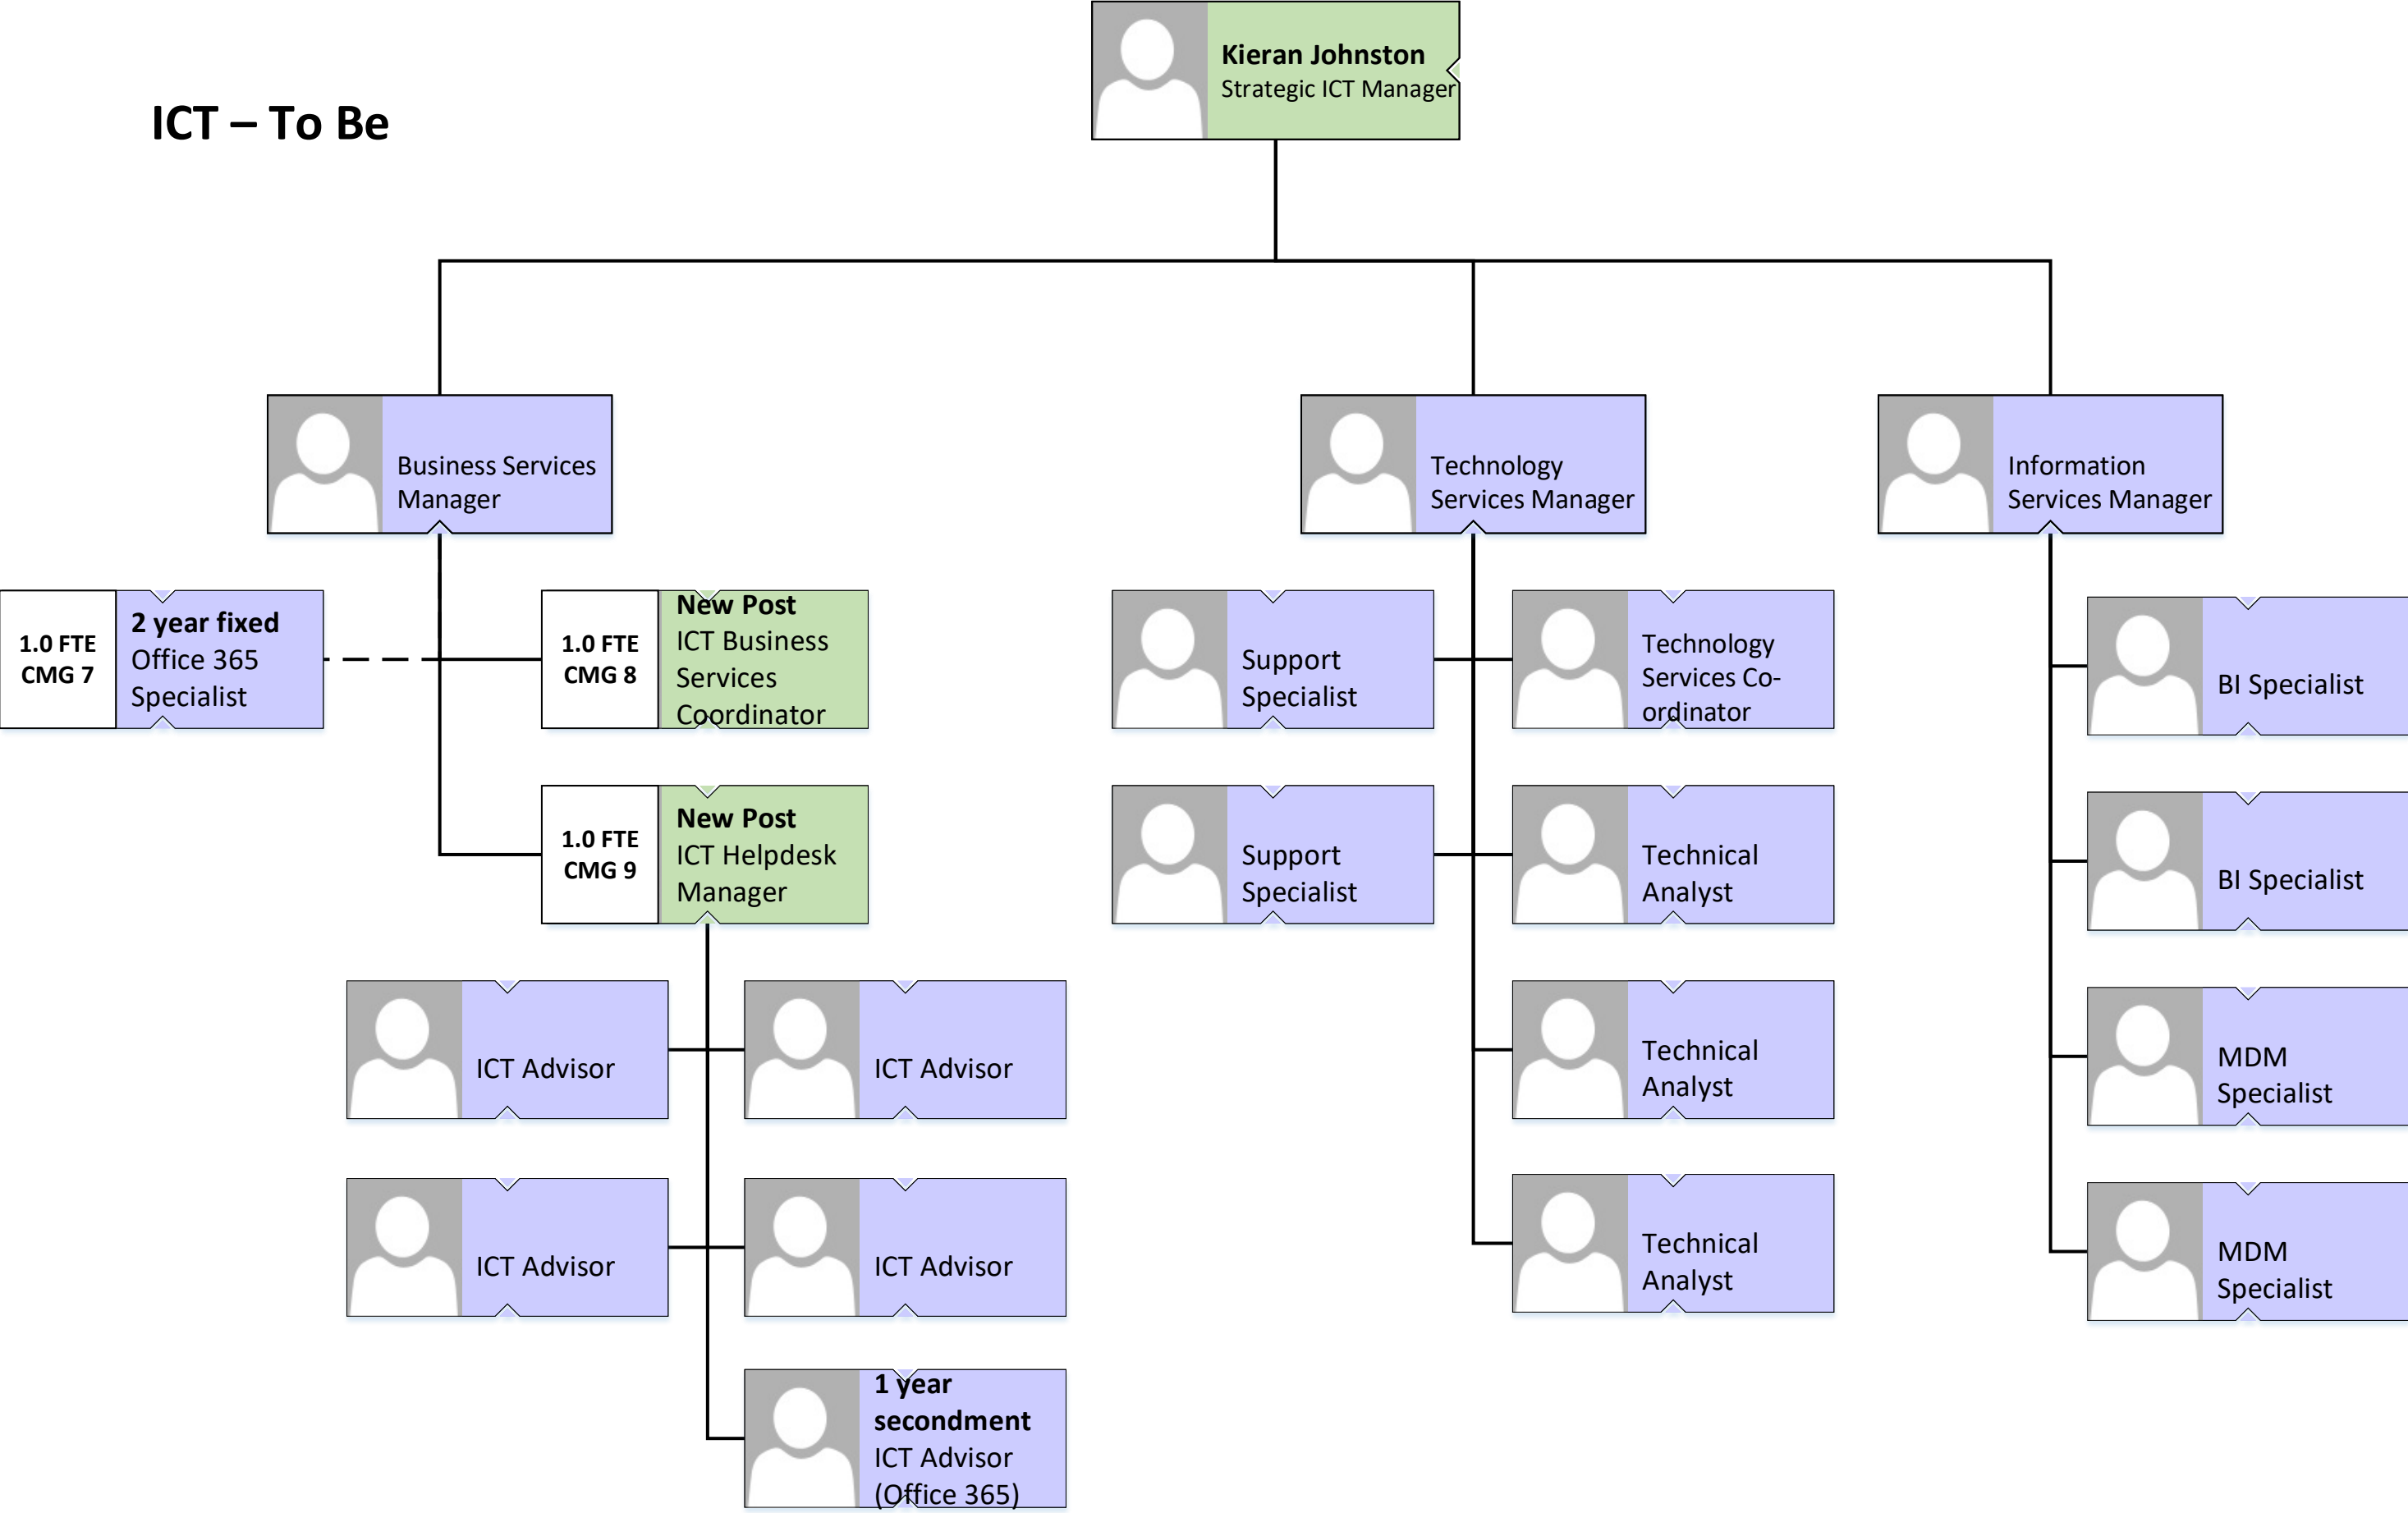 Kieran Johnston
Strategic ICT Manager
ICT – To Be
Business Services
Manager
Technology
Services Manager
Information
Services Manager
1.0 FTE
CMG 7
2 year fixed
Office 365
Specialist
1.0 FTE
CMG 8
New Post
ICT Business
Services
Coordinator
Support
Specialist
Technology
Services Co-
ordinator
BI Specialist
1.0 FTE
CMG 9
New Post
ICT Helpdesk
Manager
Support
Specialist
Technical
Analyst
BI Specialist
ICT Advisor
ICT Advisor
Technical
Analyst
MDM
Specialist
ICT Advisor
ICT Advisor
Technical
Analyst
MDM
Specialist
1 year
secondment
ICT Advisor
(Office 365)